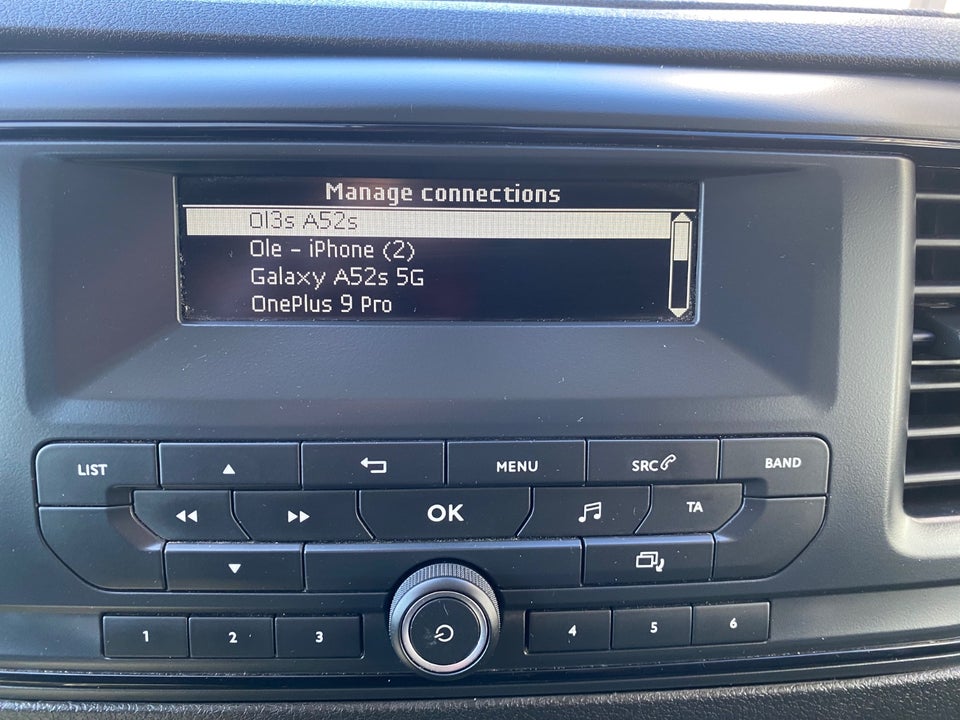 Manage connections
Ol3s A52s
Ole - iPhone (2)
Galaxy A52s 5G
OnePlus 9 Pro
LIST
MENU
SRC
BAND
OK
TA
1
2
3
4
5
6